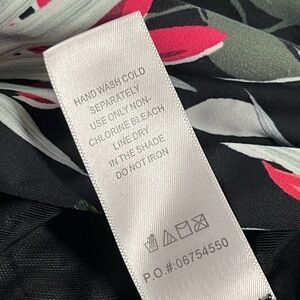 HAND WASH COLD
SEPARATELY
USE ONLY NON-
CHLORINE BLEACH
LINE DRY
IN THE SHADE
DO NOT IRON
P.O.#:06754550